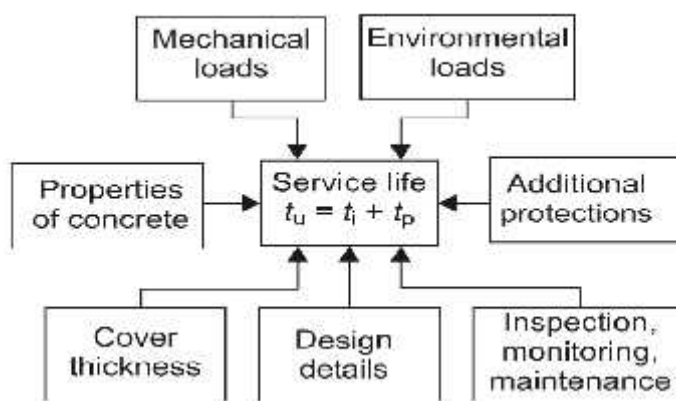 Mechanical
loads
Environmental
loads
Properties
of concrete
Service life
tu = ti + tp
Additional
protections
Cover
thickness
Design
details
Inspection,
monitoring,
maintenance